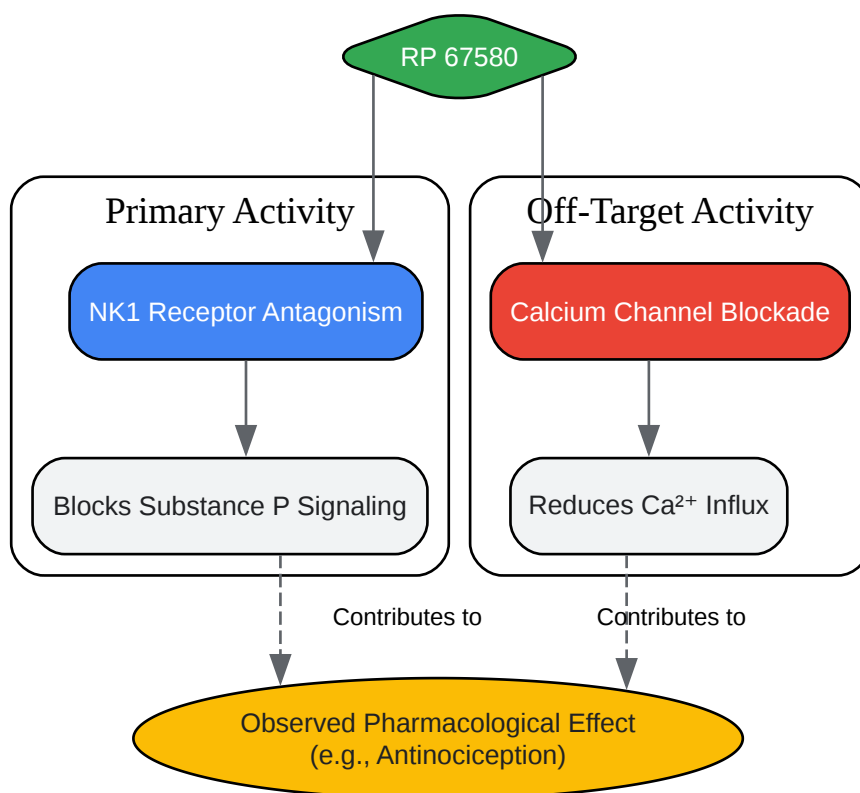 RP 67580
Primary Activity
Off-Target Activity
NK1 Receptor Antagonism
Calcium Channel Blockade
Blocks Substance P Signaling
Reduces Ca²⁺ Influx
Contributes to
Contributes to
Observed Pharmacological Effect
(e.g., Antinociception)